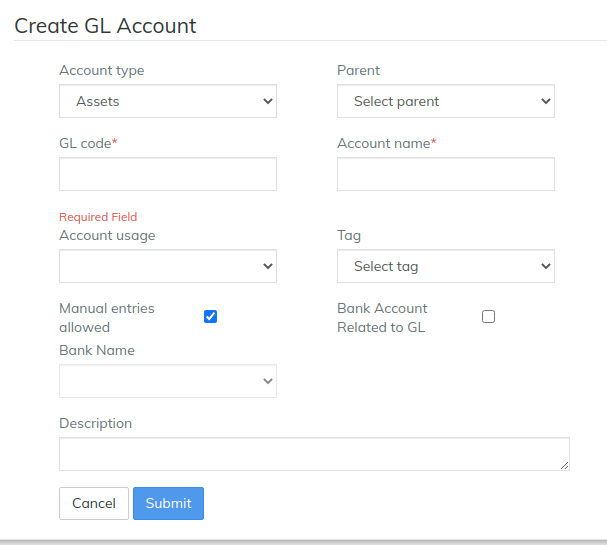 Create GL Account
Account type Parent
Assets Select parent
GL code* Account name*
Required Field
Account usage Tag
Select tag
Manual entries allowed Bank Account Related to GL
Bank Name
Description
Cancel Submit